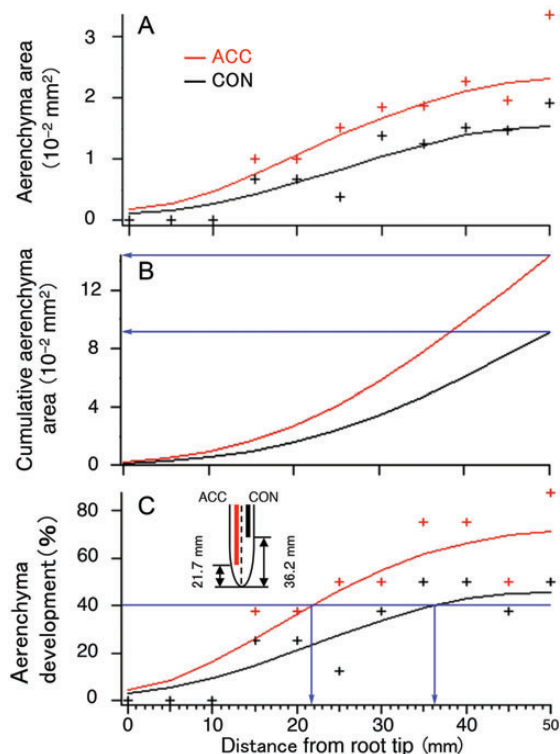 A
ACC
CON
Aerenchyma area
(10⁻² mm²)
3
2
1
0
B
Cumulative aerenchyma
area (10⁻² mm²)
12
8
4
0
C
ACC CON
21.7 mm
36.2 mm
Aerenchyma
development(%)
80
60
40
20
0
0 10 20 30 40 50
Distance from root tip (mm)